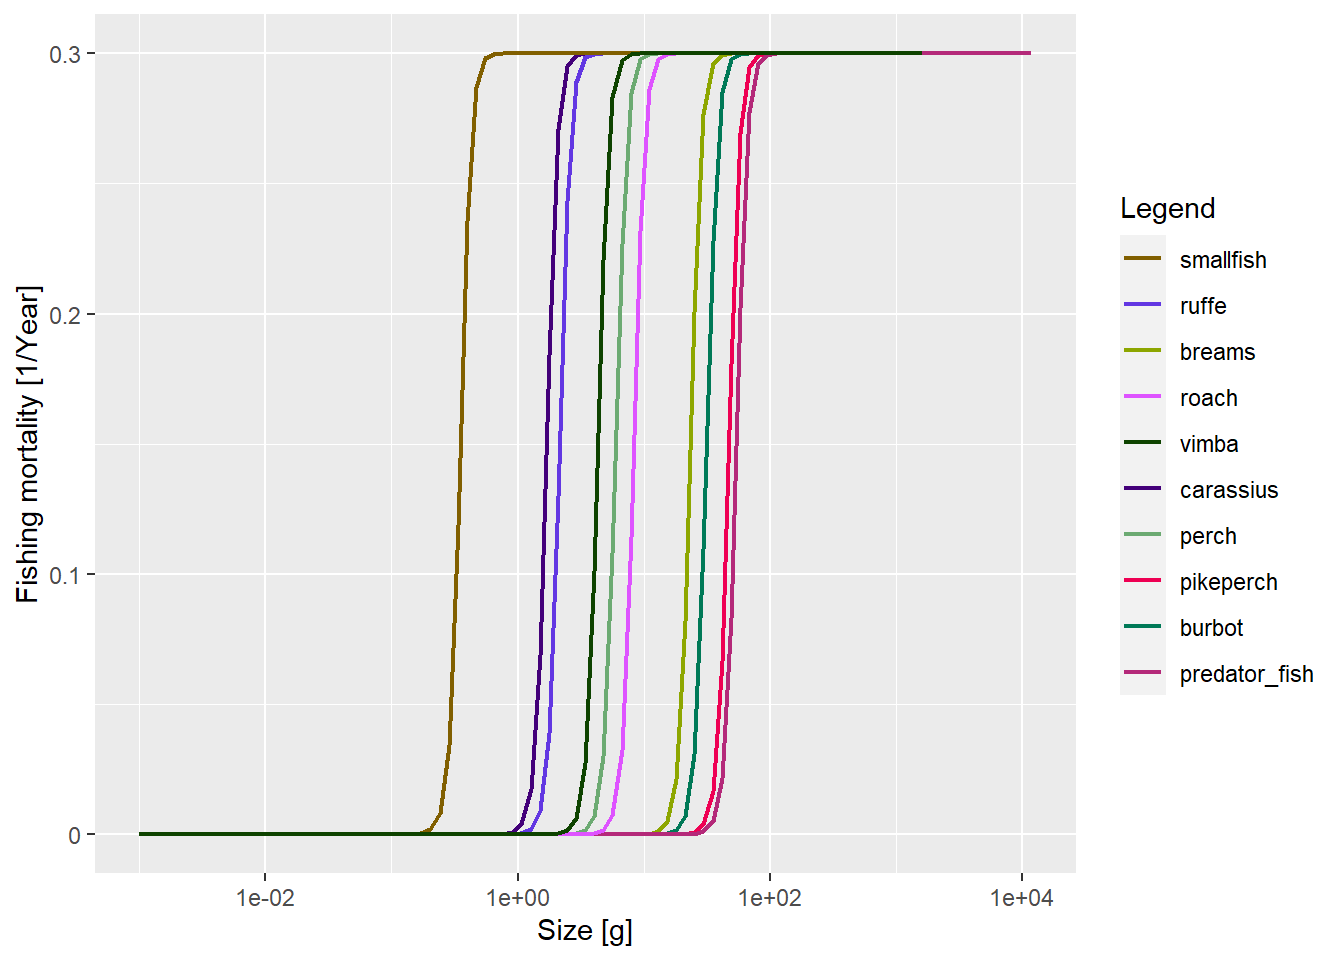 Fishing mortality [1/Year]
0.3
0.2
0.1
0
1e-02
1e+00
1e+02
1e+04
Size [g]
Legend
smallfish
ruffe
breams
roach
vimba
carassius
perch
pikeperch
burbot
predator_fish